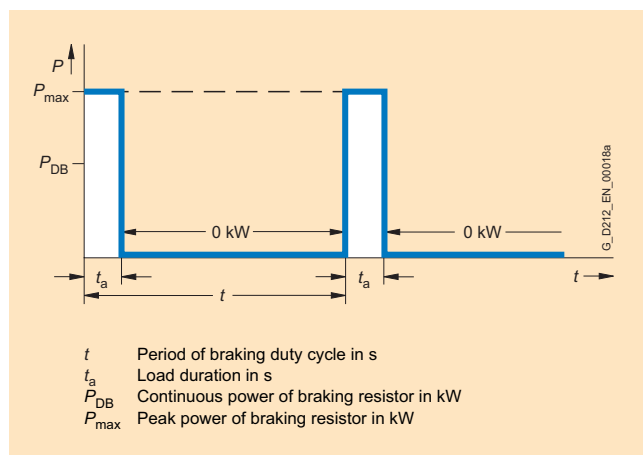 P
Pmax
PDB
0 kW
0 kW
ta
ta
t
t
G_D212_EN_00018a
t Period of braking duty cycle in s
ta Load duration in s
PDB Continuous power of braking resistor in kW
Pmax Peak power of braking resistor in kW